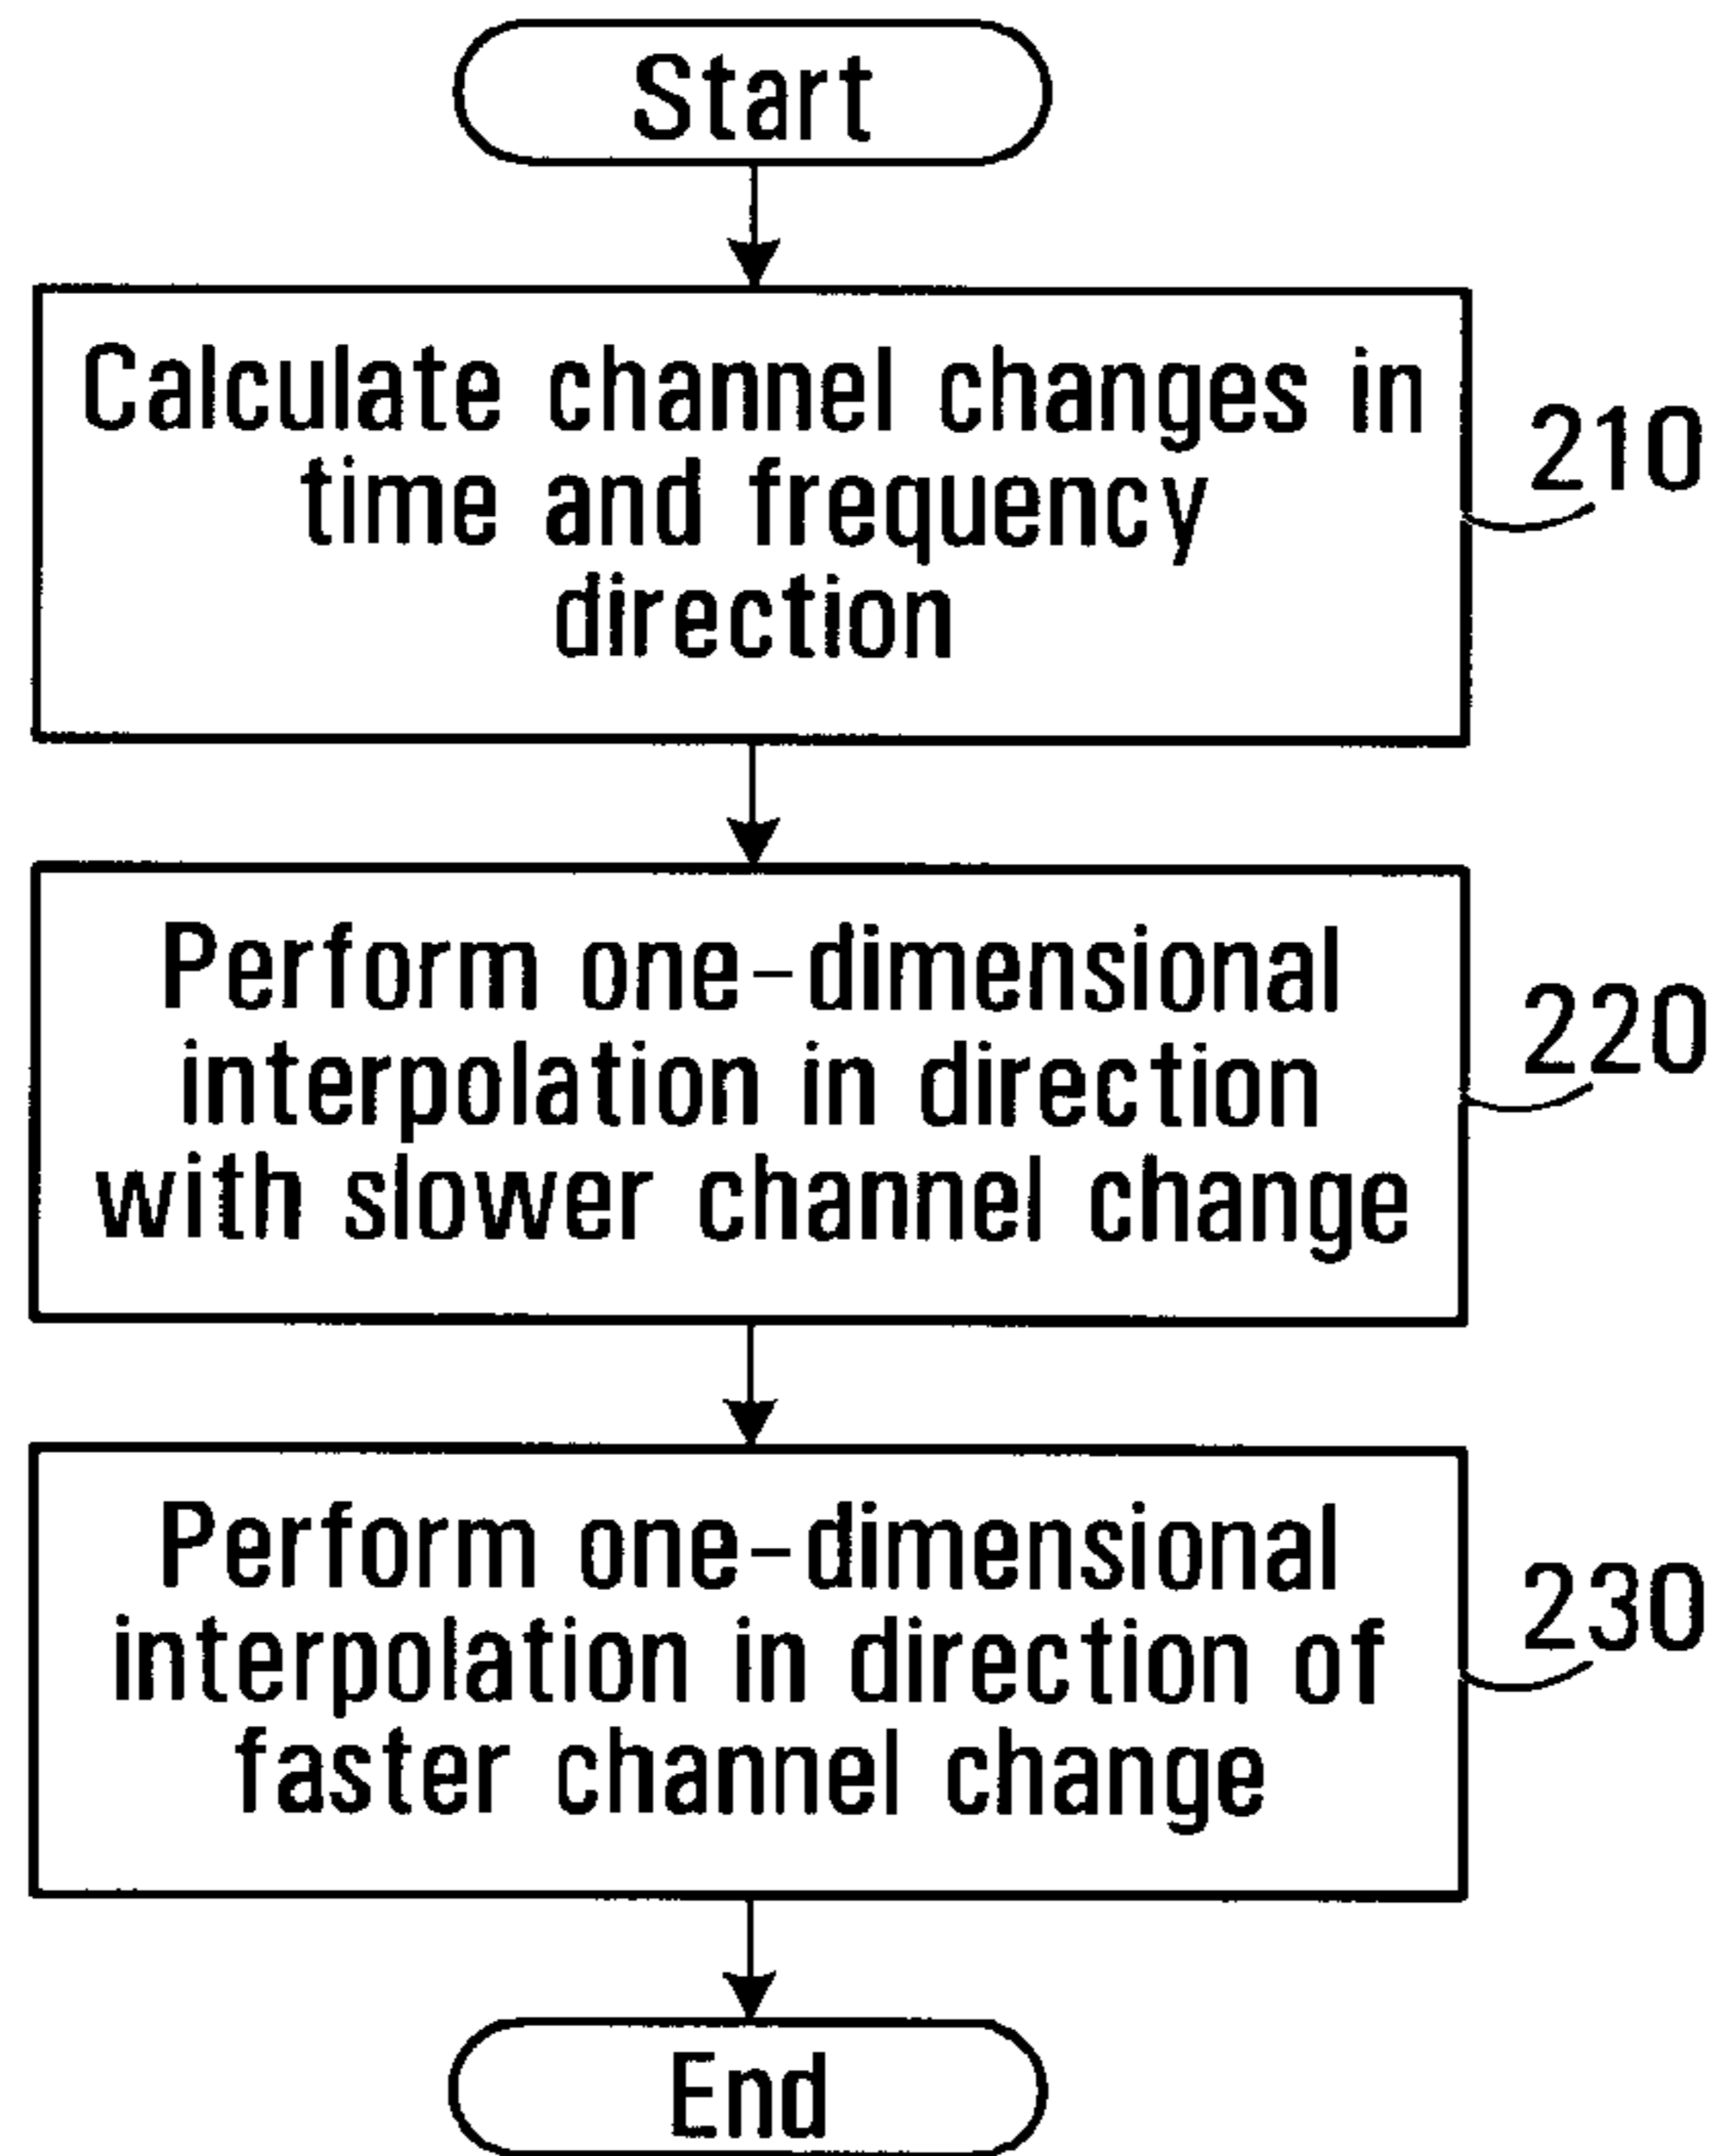 Start
Calculate channel changes in
time and frequency
direction
210
Perform one-dimensional
interpolation in direction
with slower channel change
220
Perform one-dimensional
interpolation in direction of
faster channel change
230
End